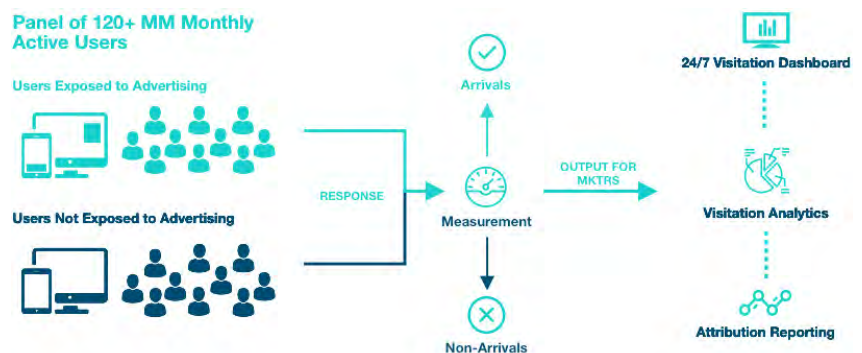 Panel of 120+ MM Monthly
Active Users
Users Exposed to Advertising
Users Not Exposed to Advertising
RESPONSE
Arrivals
Measurement
Non-Arrivals
OUTPUT FOR
MKTRS
24/7 Visitation Dashboard
Visitation Analytics
Attribution Reporting